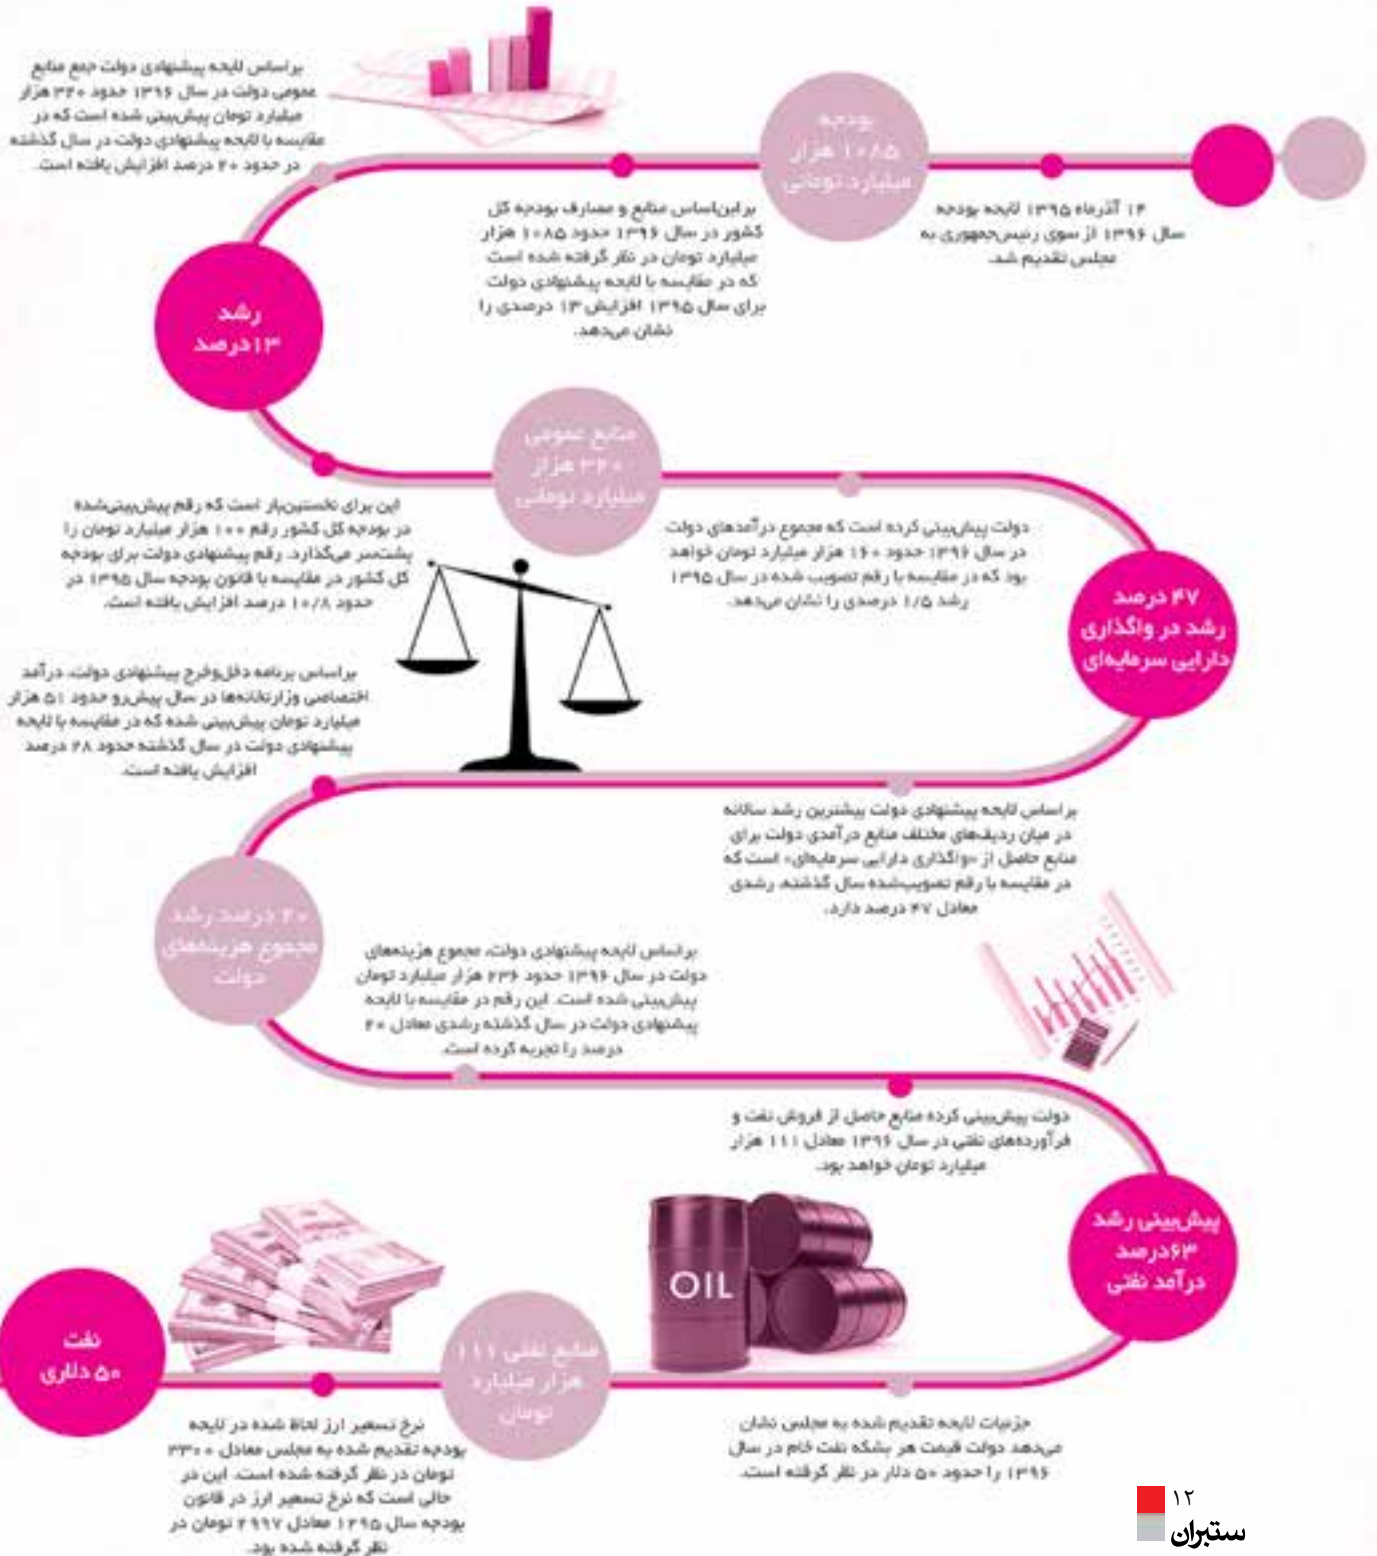 بودجه
۱۰۸۵ هزار
میلیارد تومانی
۱۴ آذرماه ۱۳۹۵ لایحه بودجه
سال ۱۳۹۶ از سوی رئیس‌جمهوری به
مجلس تقدیم شد.
براین‌اساس منابع و مصارف بودجه کل
کشور در سال ۱۳۹۶ حدود ۱۰۸۵ هزار
میلیارد تومان در نظر گرفته شده است
که در مقایسه با لایحه پیشنهادی دولت
برای سال ۱۳۹۵ افزایش ۱۳ درصدی را
نشان می‌دهد.
براساس لایحه پیشنهادی دولت جمع منابع
عمومی دولت در سال ۱۳۹۶ حدود ۳۲۰ هزار
میلیارد تومان پیش‌بینی شده است که در
مقایسه با لایحه پیشنهادی دولت در سال گذشته
در حدود ۲۰ درصد افزایش یافته است.
رشد
۱۳درصد
این برای نخستین‌بار است که رقم پیش‌بینی‌شده
در بودجه کل کشور رقم ۱۰۰ هزار میلیارد تومان را
پشت‌سر می‌گذارد. رقم پیشنهادی دولت برای بودجه
کل کشور در مقایسه با قانون بودجه سال ۱۳۹۵ در
حدود ۱۰/۸ درصد افزایش یافته است.
منابع عمومی
۳۲۰ هزار
میلیارد تومانی
دولت پیش‌بینی کرده است که مجموع درآمدهای دولت
در سال ۱۳۹۶ حدود ۱۶۰ هزار میلیارد تومان خواهد
بود که در مقایسه با رقم تصویب شده در سال ۱۳۹۵
رشد ۱/۵ درصدی را نشان می‌دهد.
۴۷ درصد
رشد در واگذاری
دارایی سرمایه‌ای
براساس لایحه پیشنهادی دولت بیشترین رشد سالانه
در میان ردیف‌های مختلف منابع درآمدی دولت برای
منابع حاصل از «واگذاری دارایی سرمایه‌ای» است که
در مقایسه با رقم تصویب‌شده سال گذشته، رشدی
معادل ۴۷ درصد دارد.
براساس برنامه دخل‌وخرج پیشنهادی دولت، درآمد
اختصاصی وزارتخانه‌ها در سال پیش‌رو حدود ۵۱ هزار
میلیارد تومان پیش‌بینی شده که در مقایسه با لایحه
پیشنهادی دولت در سال گذشته حدود ۲۸ درصد
افزایش یافته است.
۲۰ درصد رشد
مجموع هزینه‌های
دولت
براساس لایحه پیشنهادی دولت، مجموع هزینه‌های
دولت در سال ۱۳۹۶ حدود ۲۳۶ هزار میلیارد تومان
پیش‌بینی شده است. این رقم در مقایسه با لایحه
پیشنهادی دولت در سال گذشته رشدی معادل ۲۰
درصد را تجربه کرده است.
دولت پیش‌بینی کرده منابع حاصل از فروش نفت و
فرآورده‌های نفتی در سال ۱۳۹۶ معادل ۱۱۱ هزار
میلیارد تومان خواهد بود.
پیش‌بینی رشد
۶۳درصد
درآمد نفتی
OIL
جزئیات لایحه تقدیم شده به مجلس نشان
می‌دهد دولت قیمت هر بشکه نفت خام در سال
۱۳۹۶ را حدود ۵۰ دلار در نظر گرفته است.
منابع نفتی ۱۱۱
هزار میلیارد
تومان
نرخ تسعیر ارز لحاظ شده در لایحه
بودجه تقدیم شده به مجلس معادل ۳۳۰۰
تومان در نظر گرفته شده است. این در
حالی است که نرخ تسعیر ارز در قانون
بودجه سال ۱۳۹۵ معادل ۲۹۹۷ تومان در
نظر گرفته شده بود.
نفت
۵۰ دلاری
۱۲
ستبران